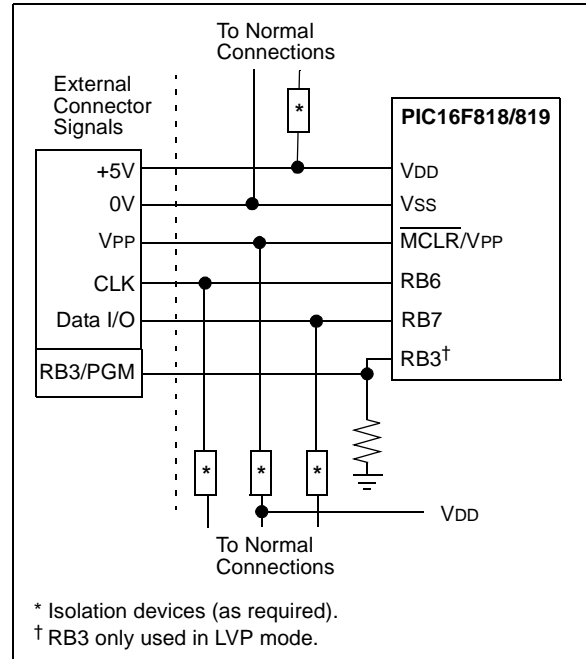 To Normal
Connections
External
Connector
Signals
*
PIC16F818/819
+5V
VDD
0V
VSS
VPP
MCLR/VPP
CLK
RB6
Data I/O
RB7
RB3†
RB3/PGM
*
*
*
VDD
To Normal
Connections
* Isolation devices (as required).
† RB3 only used in LVP mode.